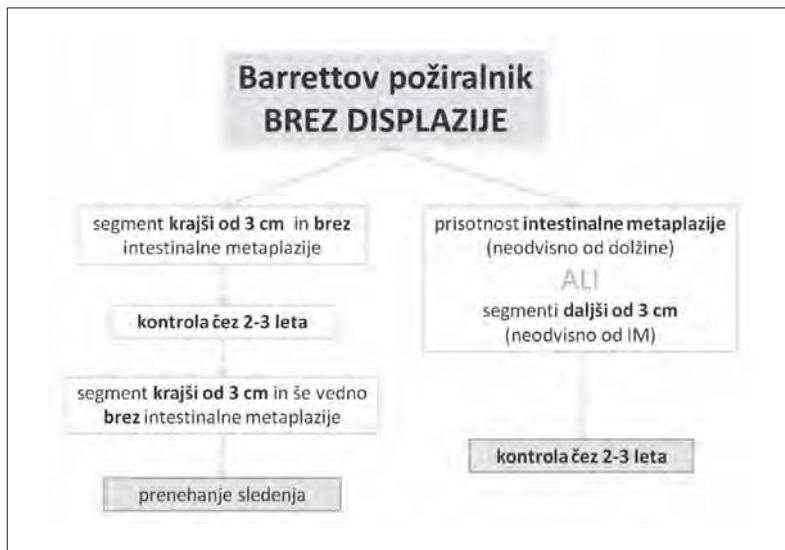 Barrettov požiralnik
BREZ DISPLAZIJE
segment krajši od 3 cm in brez
intestinalne metaplazije
kontrola čez 2-3 leta
segment krajši od 3 cm in še vedno
brez intestinalne metaplazije
prenehanje sledenja
prisotnost intestinalne metaplazije
(neodvisno od dolžine)
ALI
segmenti daljši od 3 cm
(neodvisno od IM)
kontrola čez 2-3 leta